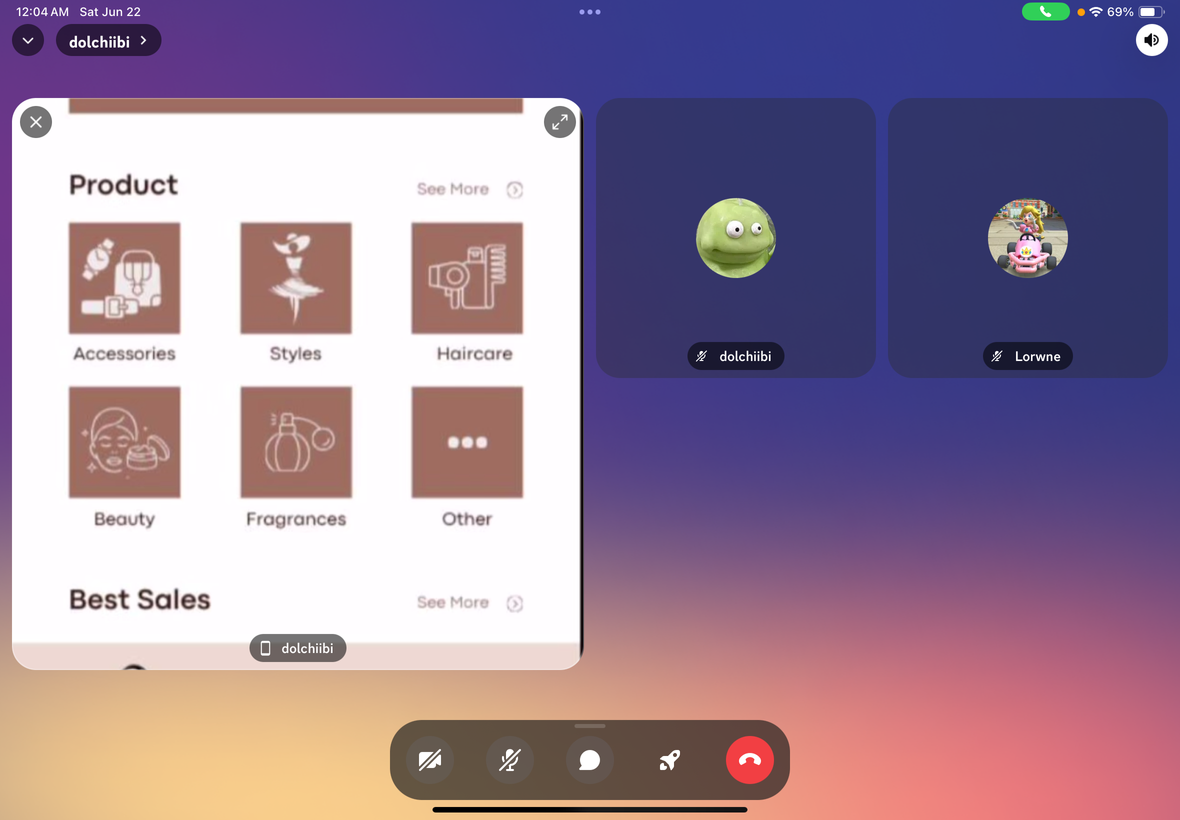 12:04 AM Sat Jun 22
69%
dolchiibi
Product
See More
Accessories
Styles
Haircare
Beauty
Fragrances
Other
Best Sales
See More
dolchiibi
dolchiibi
Lorwne